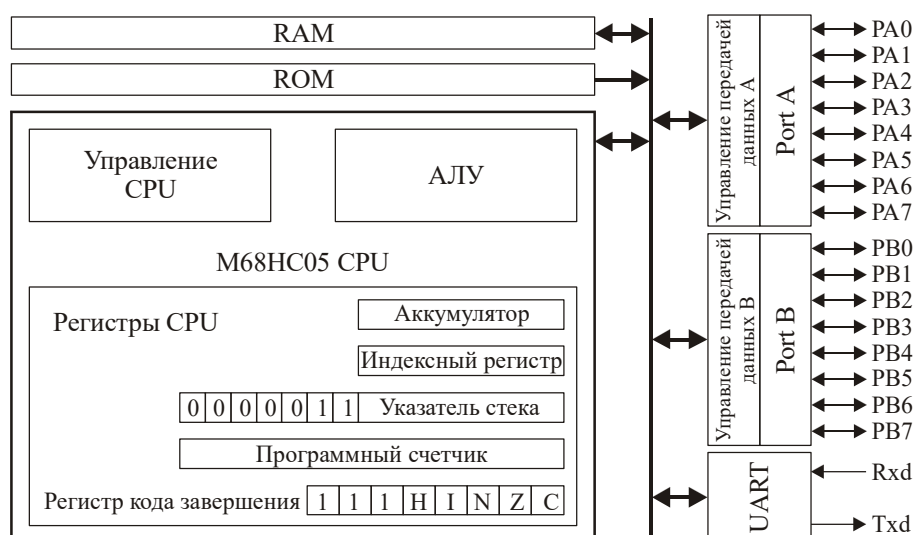 RAM
ROM
Управление
CPU
АЛУ
M68HC05 CPU
Регистры CPU
Аккумулятор
Индексный регистр
0 0 0 0 0 1 1 Указатель стека
Программный счетчик
Регистр кода завершения 1 1 1 H I N Z C
Управление передачей
данных A
Port A
PA0
PA1
PA2
PA3
PA4
PA5
PA6
PA7
Управление передачей
данных B
Port B
PB0
PB1
PB2
PB3
PB4
PB5
PB6
PB7
UART
Rxd
Txd